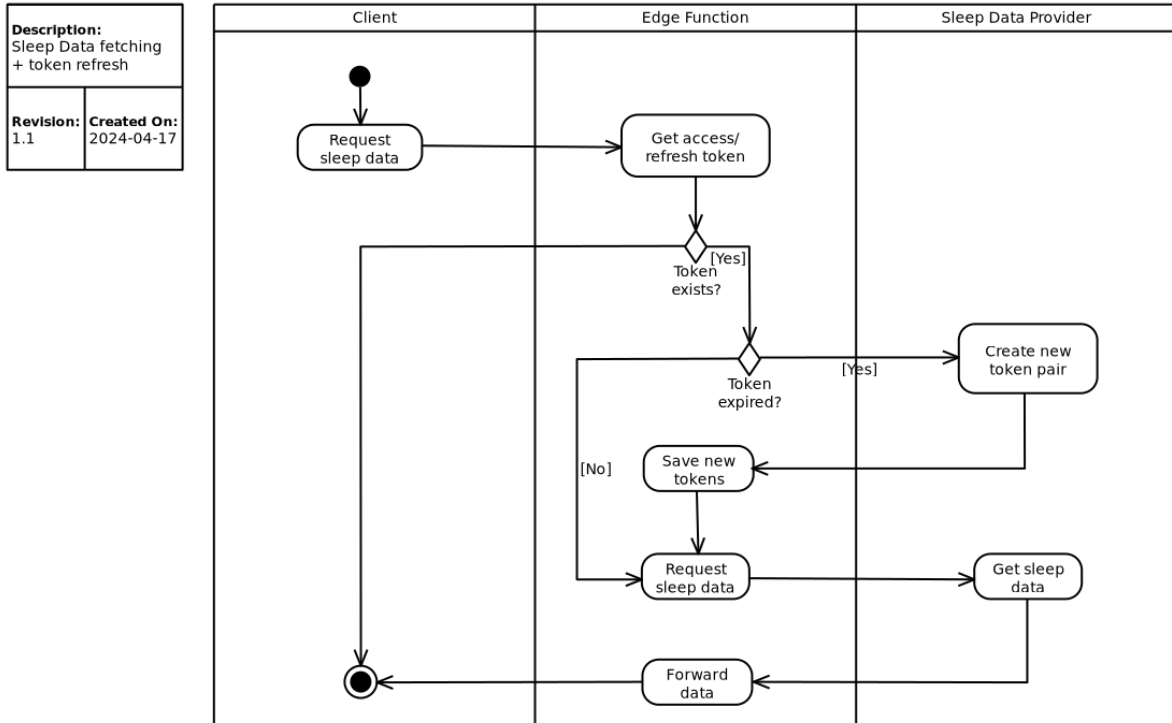 Description:
Sleep Data fetching
+ token refresh
Revision:
1.1
Created On:
2024-04-17
Client
Edge Function
Sleep Data Provider
Request
sleep data
Get access/
refresh token
[Yes]
Token
exists?
Create new
token pair
[Yes]
Token
expired?
Save new
tokens
[No]
Request
sleep data
Get sleep
data
Forward
data